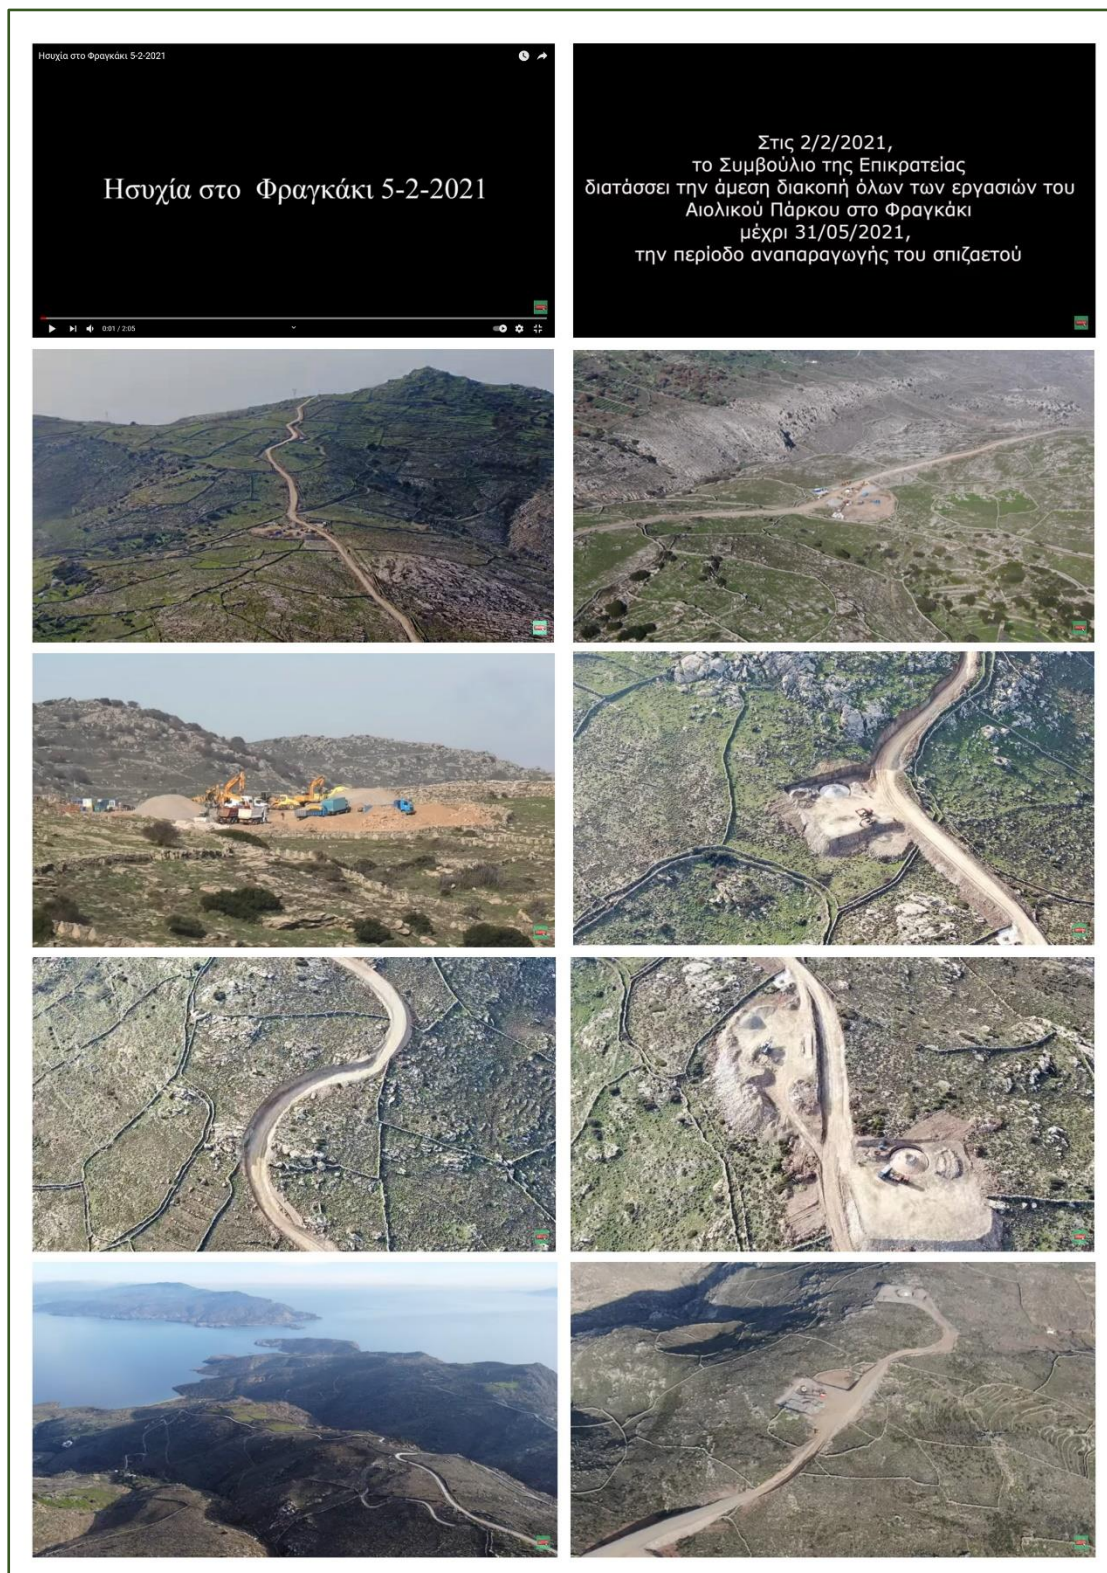 Ησυχία στο Φραγκάκι 5-2-2021
Ησυχία στο Φραγκάκι 5-2-2021
0:01 / 2:05
Στις 2/2/2021,
το Συμβούλιο της Επικρατείας
διατάσσει την άμεση διακοπή όλων των εργασιών του
Αιολικού Πάρκου στο Φραγκάκι
μέχρι 31/05/2021,
την περίοδο αναπαραγωγής του σπιζαετού